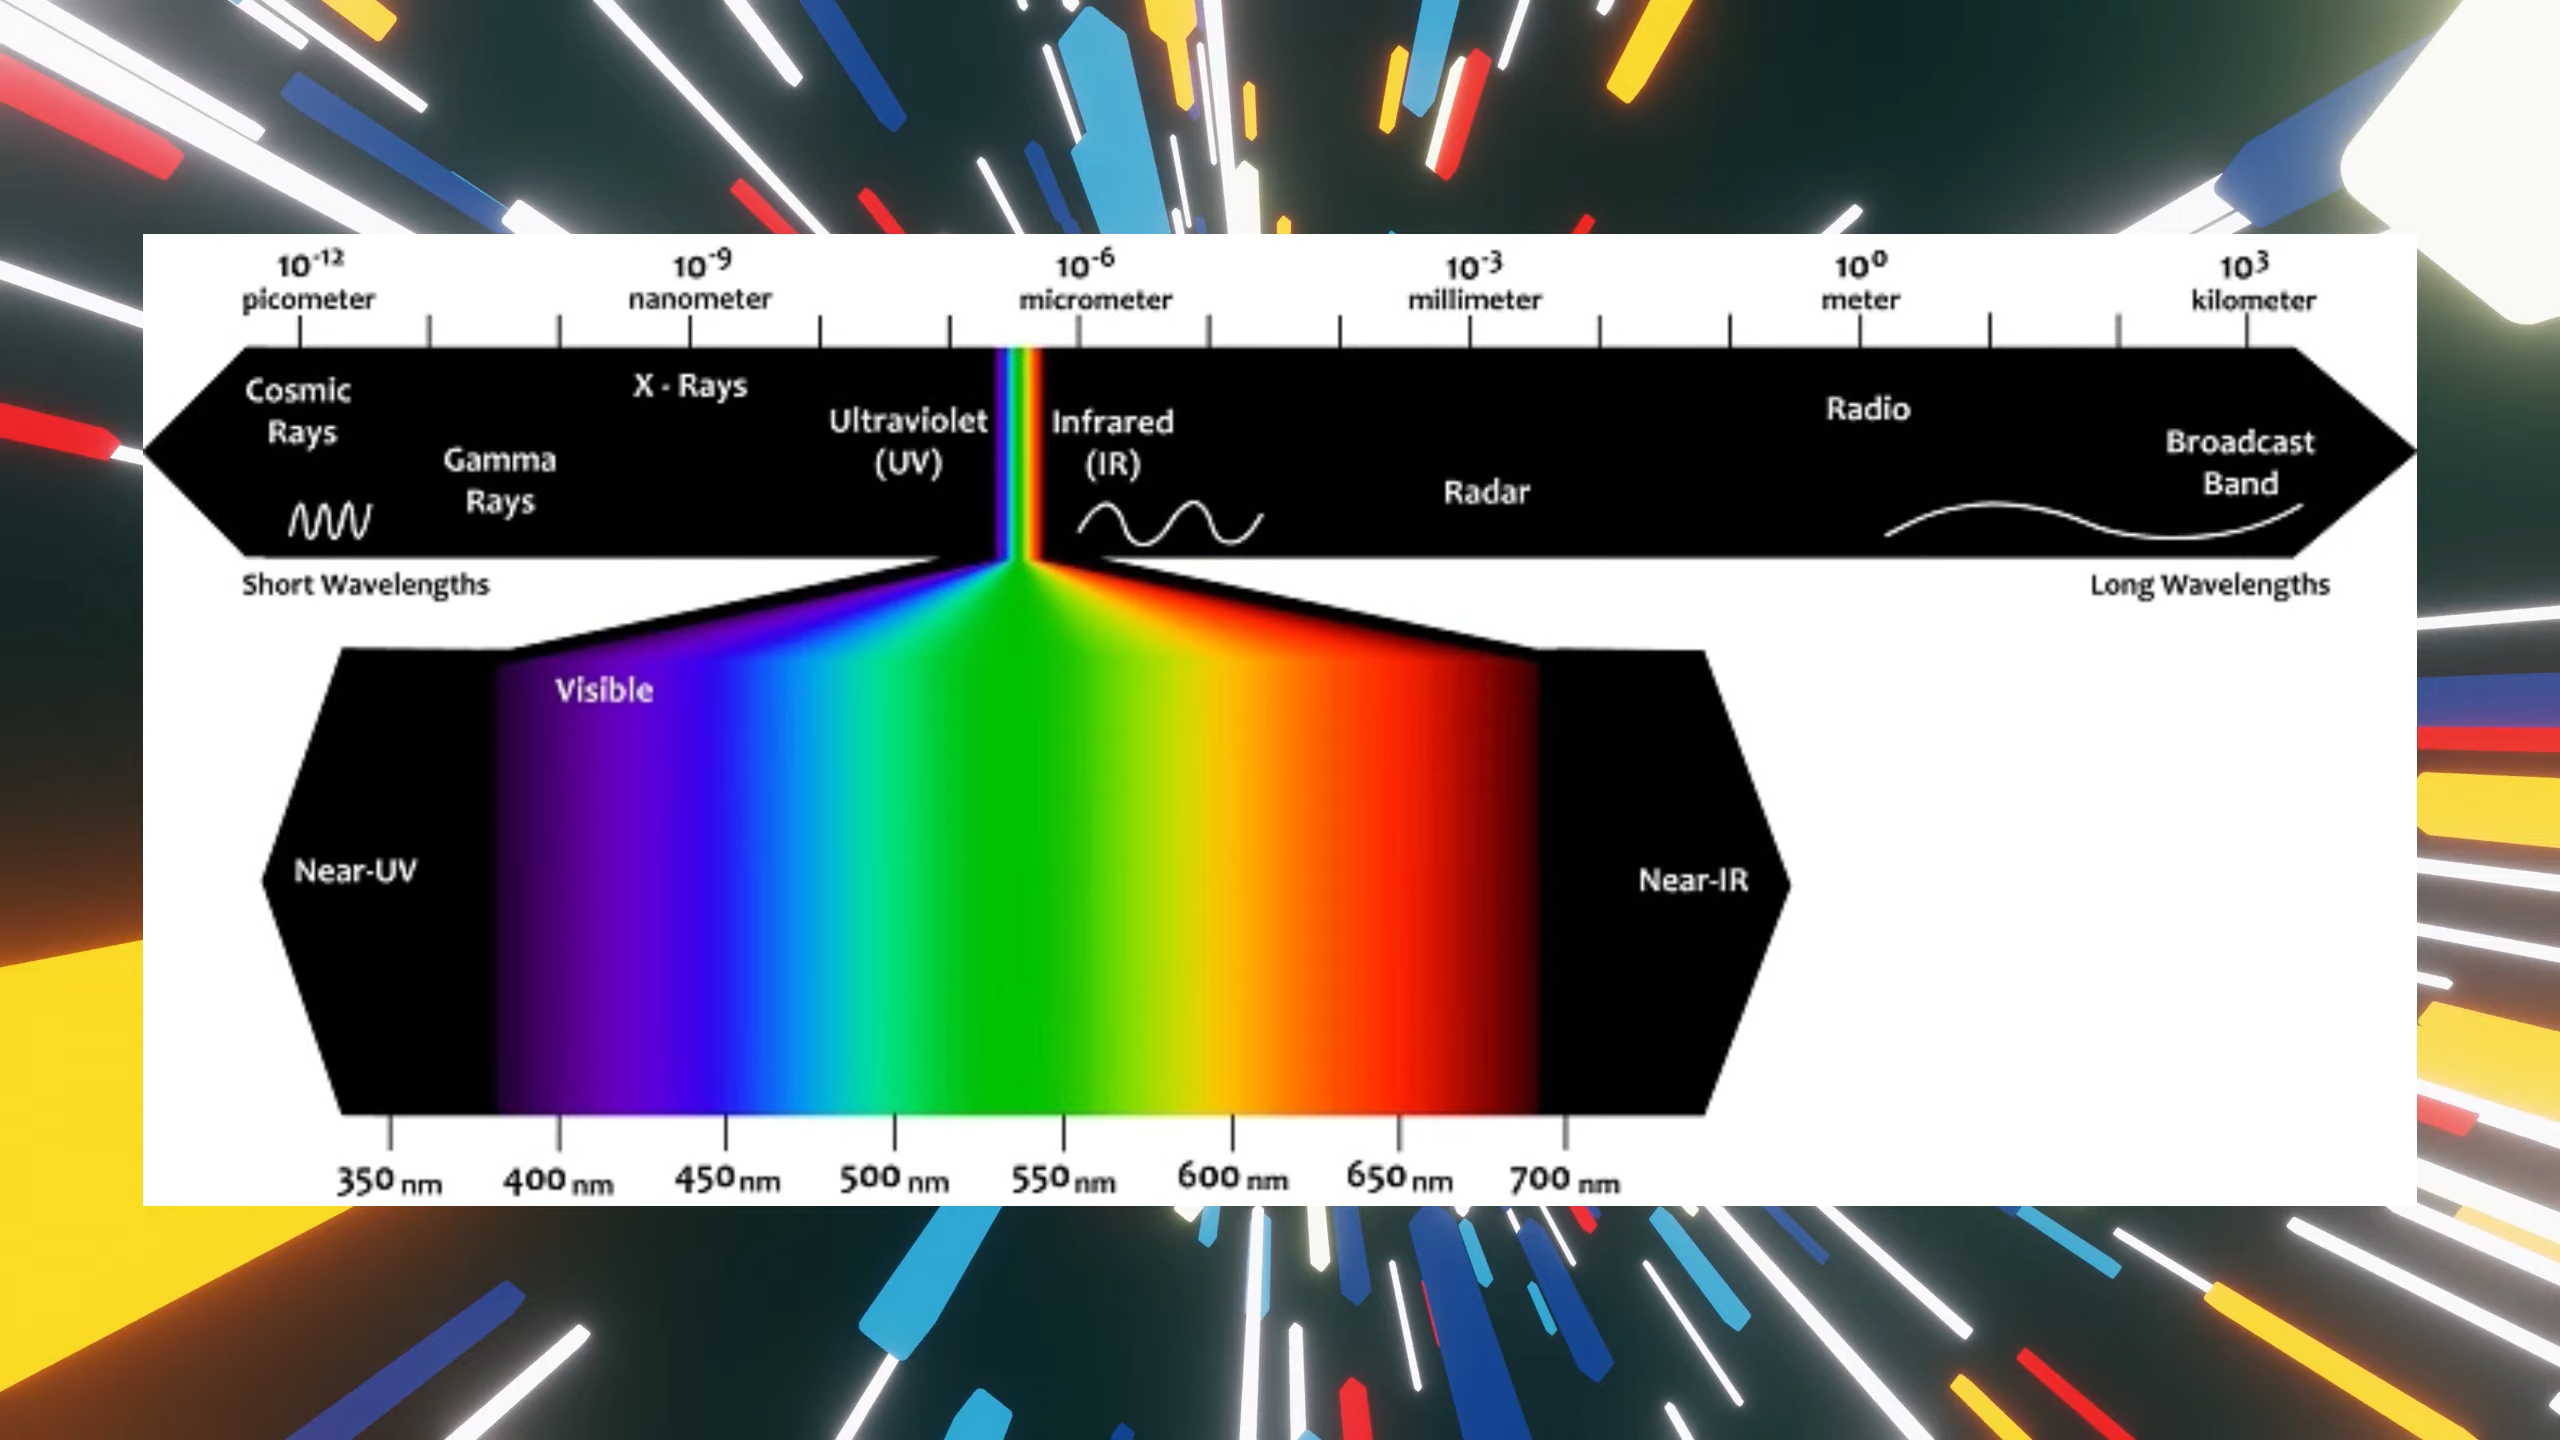 10-12 10-9 10-6 10-3 10⁰ 10³
picometer nanometer micrometer millimeter meter kilometer
Cosmic
Rays
Gamma
Rays
X - Rays
Ultraviolet
(UV)
Infrared
(IR)
Radar
Radio
Broadcast
Band
Short Wavelengths
Long Wavelengths
Visible
Near-UV
Near-IR
350 nm 400 nm 450 nm 500 nm 550 nm 600 nm 650 nm 700 nm